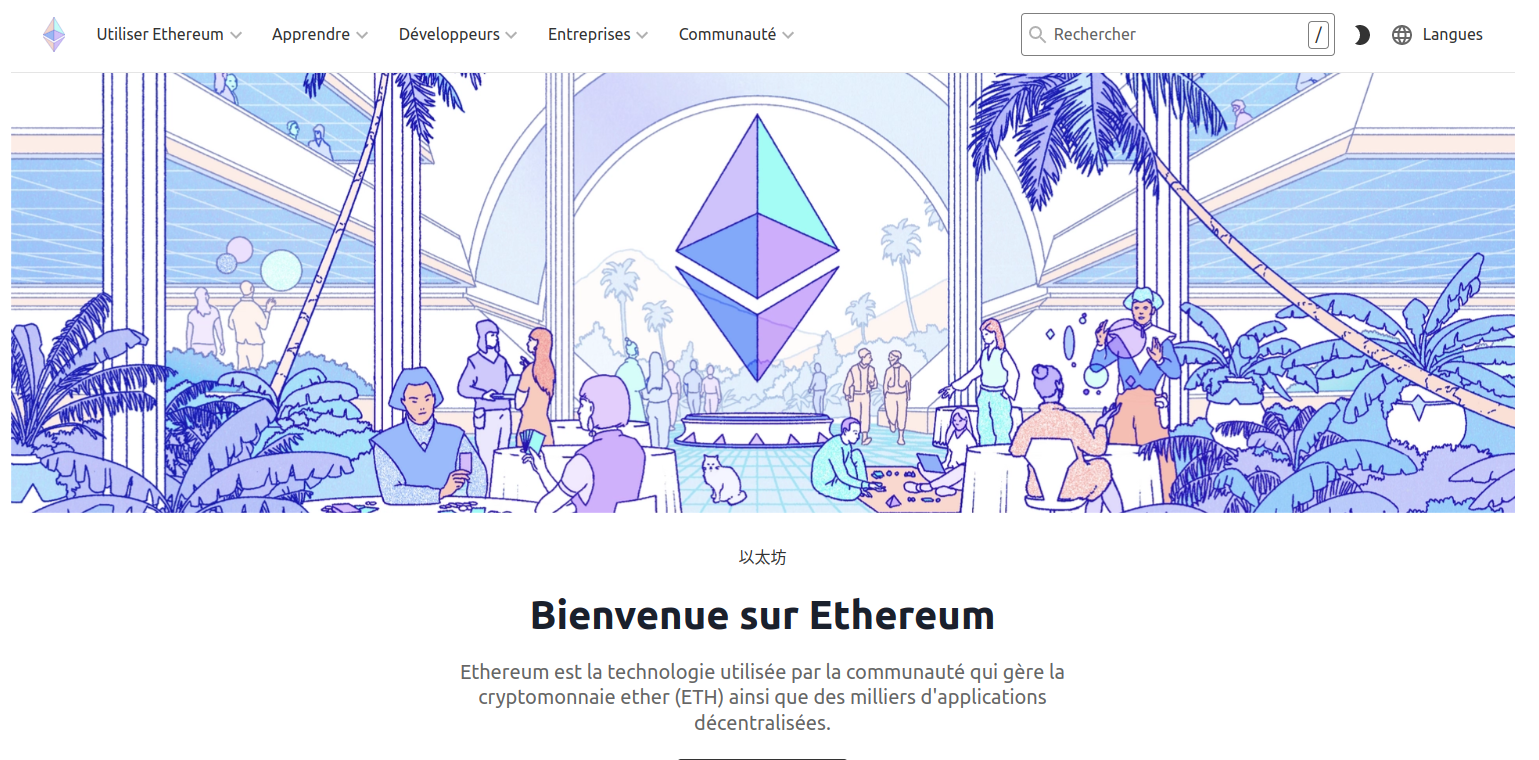 Utiliser Ethereum Apprendre Développeurs Entreprises Communauté Rechercher / Langues
以太坊
Bienvenue sur Ethereum
Ethereum est la technologie utilisée par la communauté qui gère la
cryptomonnaie ether (ETH) ainsi que des milliers d'applications
décentralisées.